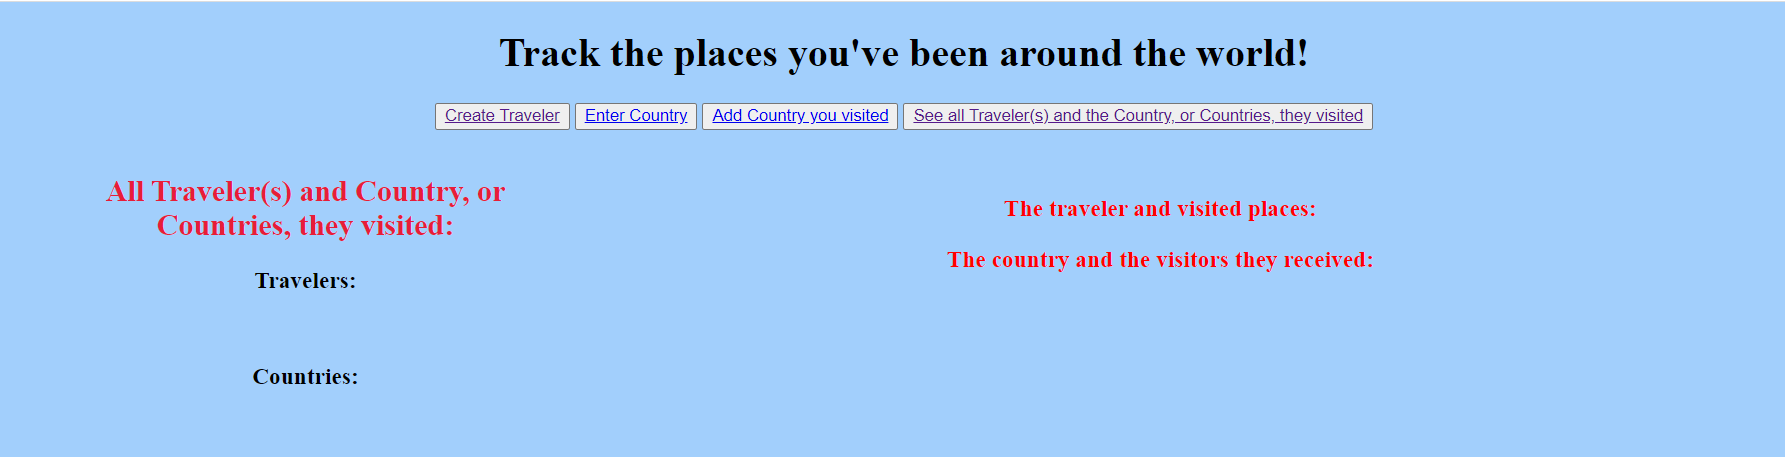 Track the places you've been around the world!
Create Traveler Enter Country Add Country you visited See all Traveler(s) and the Country, or Countries, they visited
All Traveler(s) and Country, or
Countries, they visited:
Travelers:
Countries:
The traveler and visited places:
The country and the visitors they received: